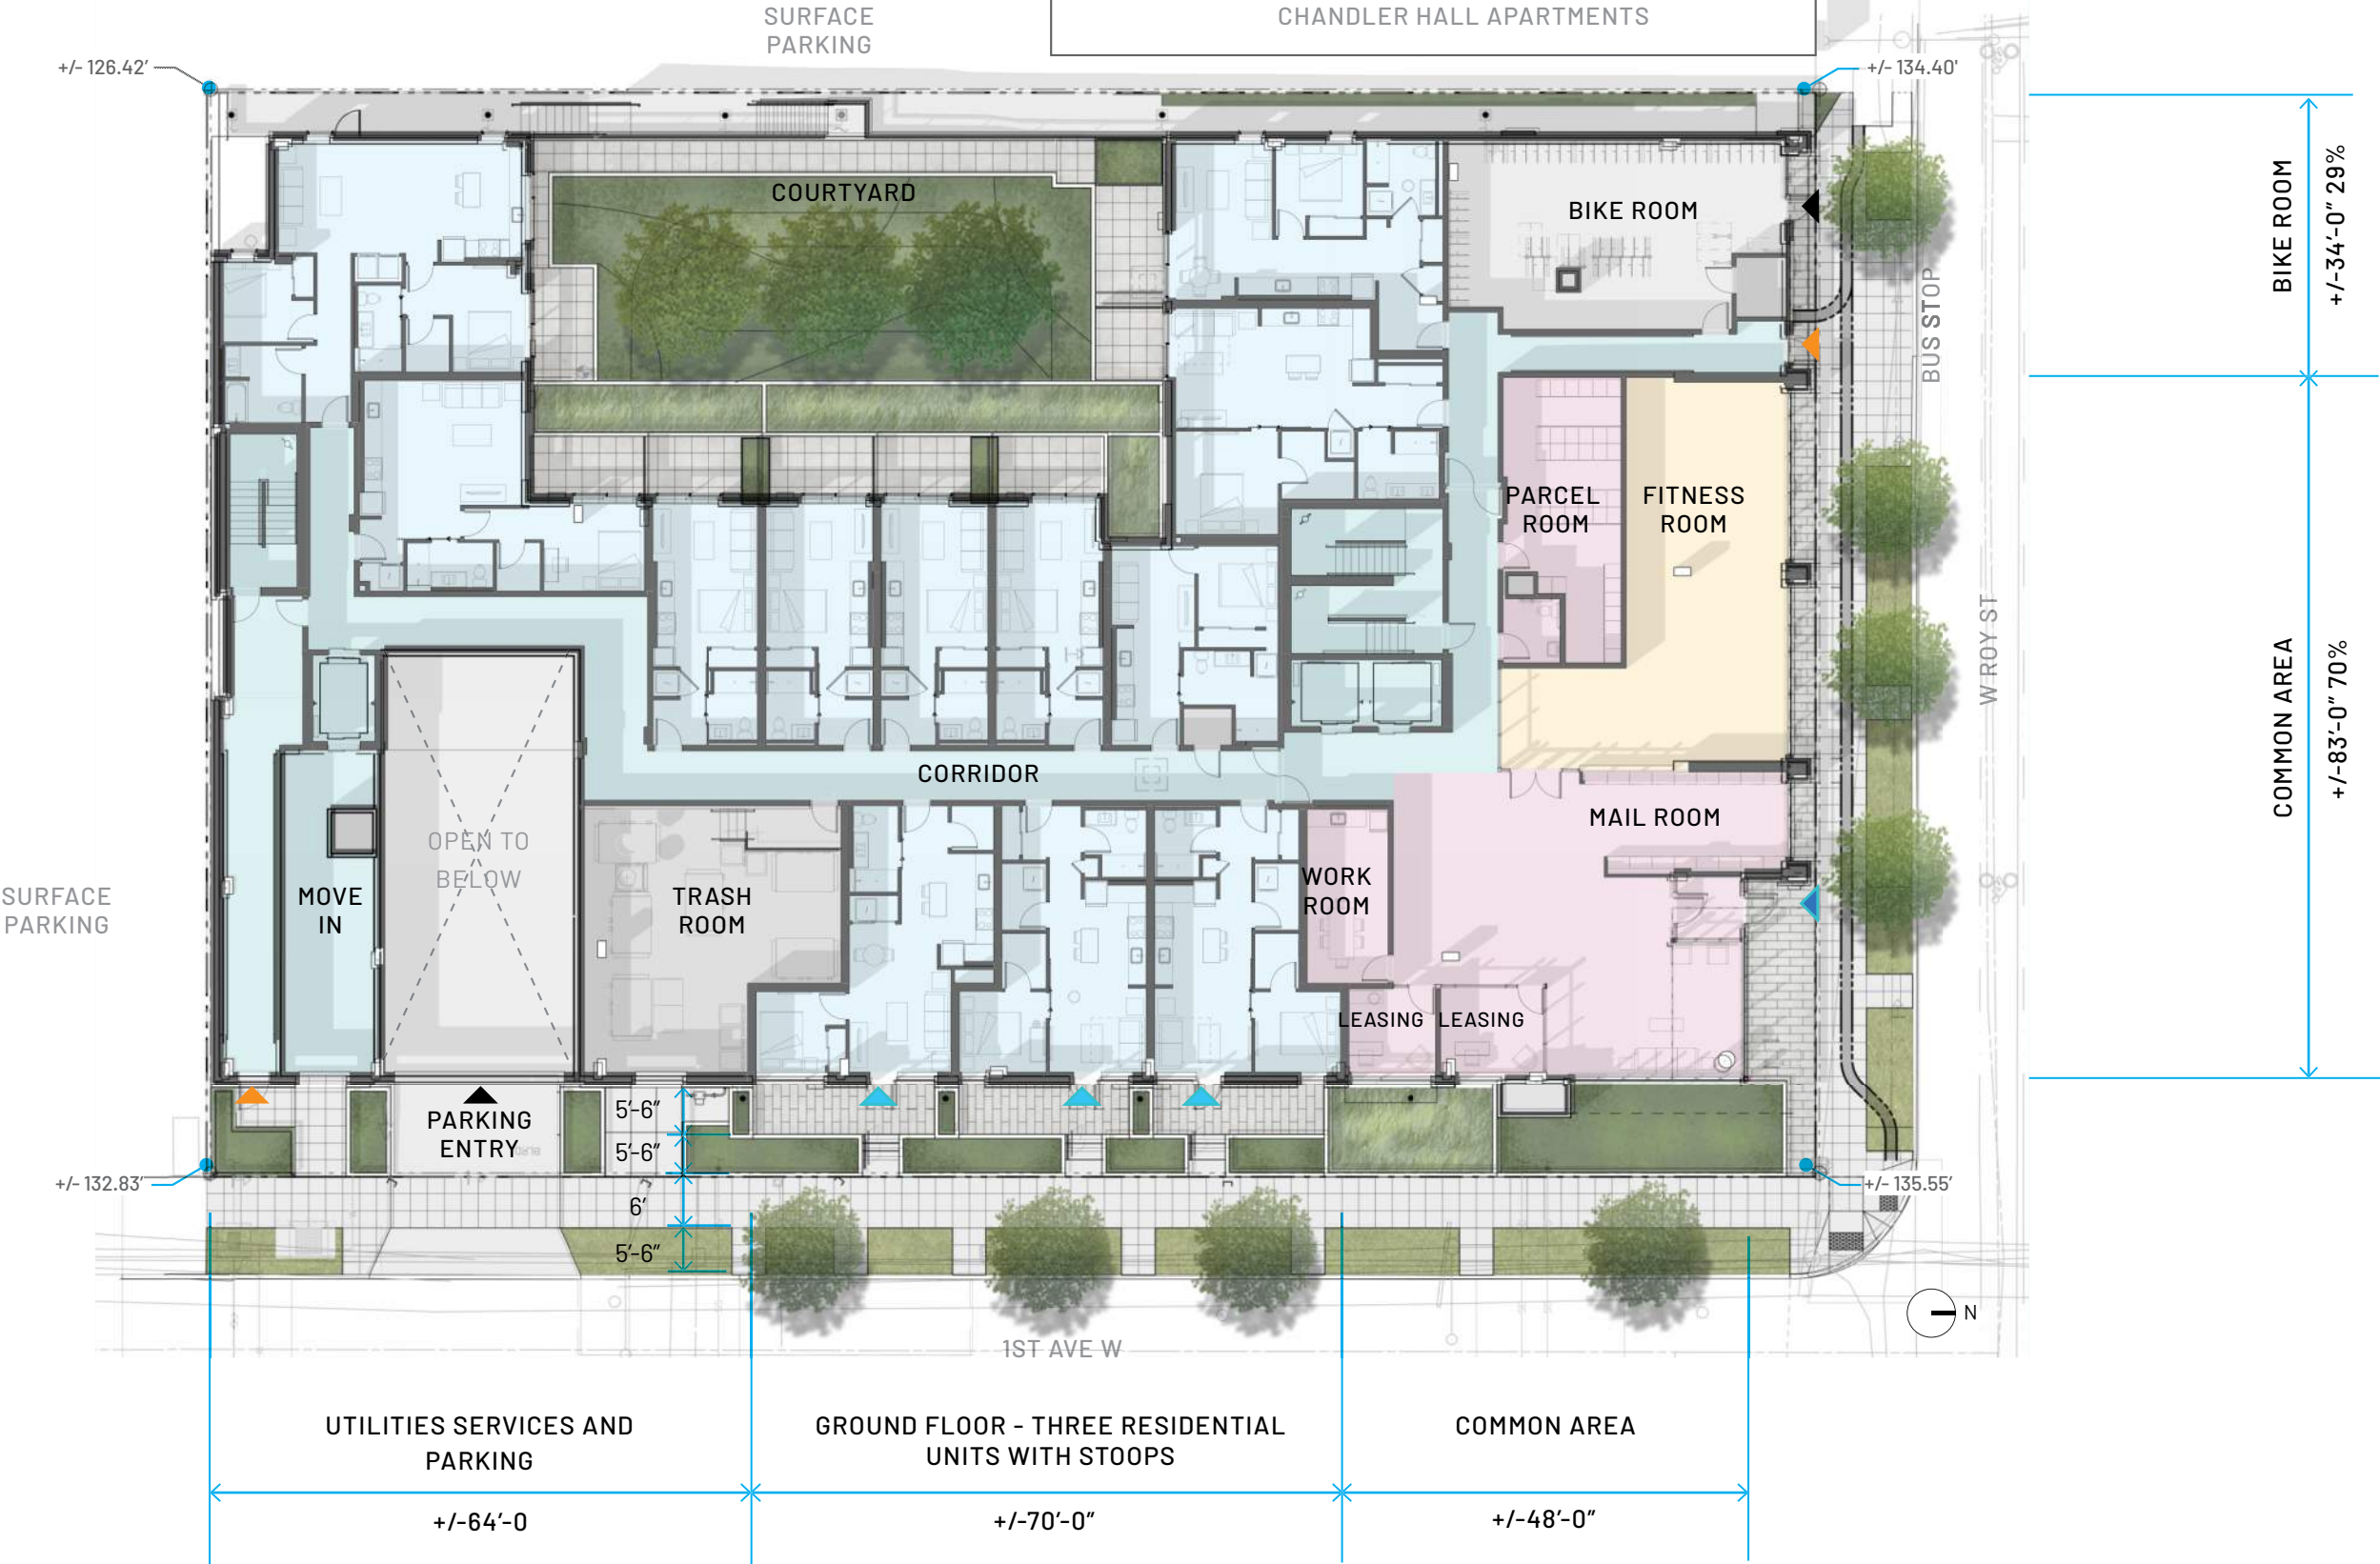 SURFACE
PARKING
CHANDLER HALL APARTMENTS
+/- 126.42'
+/- 134.40'
COURTYARD
BIKE ROOM
BUS STOP
BIKE ROOM
+/-34'-0" 29%
PARCEL
ROOM
FITNESS
ROOM
W ROY ST
COMMON AREA
+/-83'-0" 70%
CORRIDOR
MAIL ROOM
OPEN TO
BELOW
SURFACE
PARKING
MOVE
IN
TRASH
ROOM
WORK
ROOM
LEASING
LEASING
PARKING
ENTRY
5'-6"
5'-6"
6'
5'-6"
+/- 132.83'
+/- 135.55'
N
1ST AVE W
UTILITIES SERVICES AND
PARKING
GROUND FLOOR - THREE RESIDENTIAL
UNITS WITH STOOPS
COMMON AREA
+/-64'-0
+/-70'-0"
+/-48'-0"